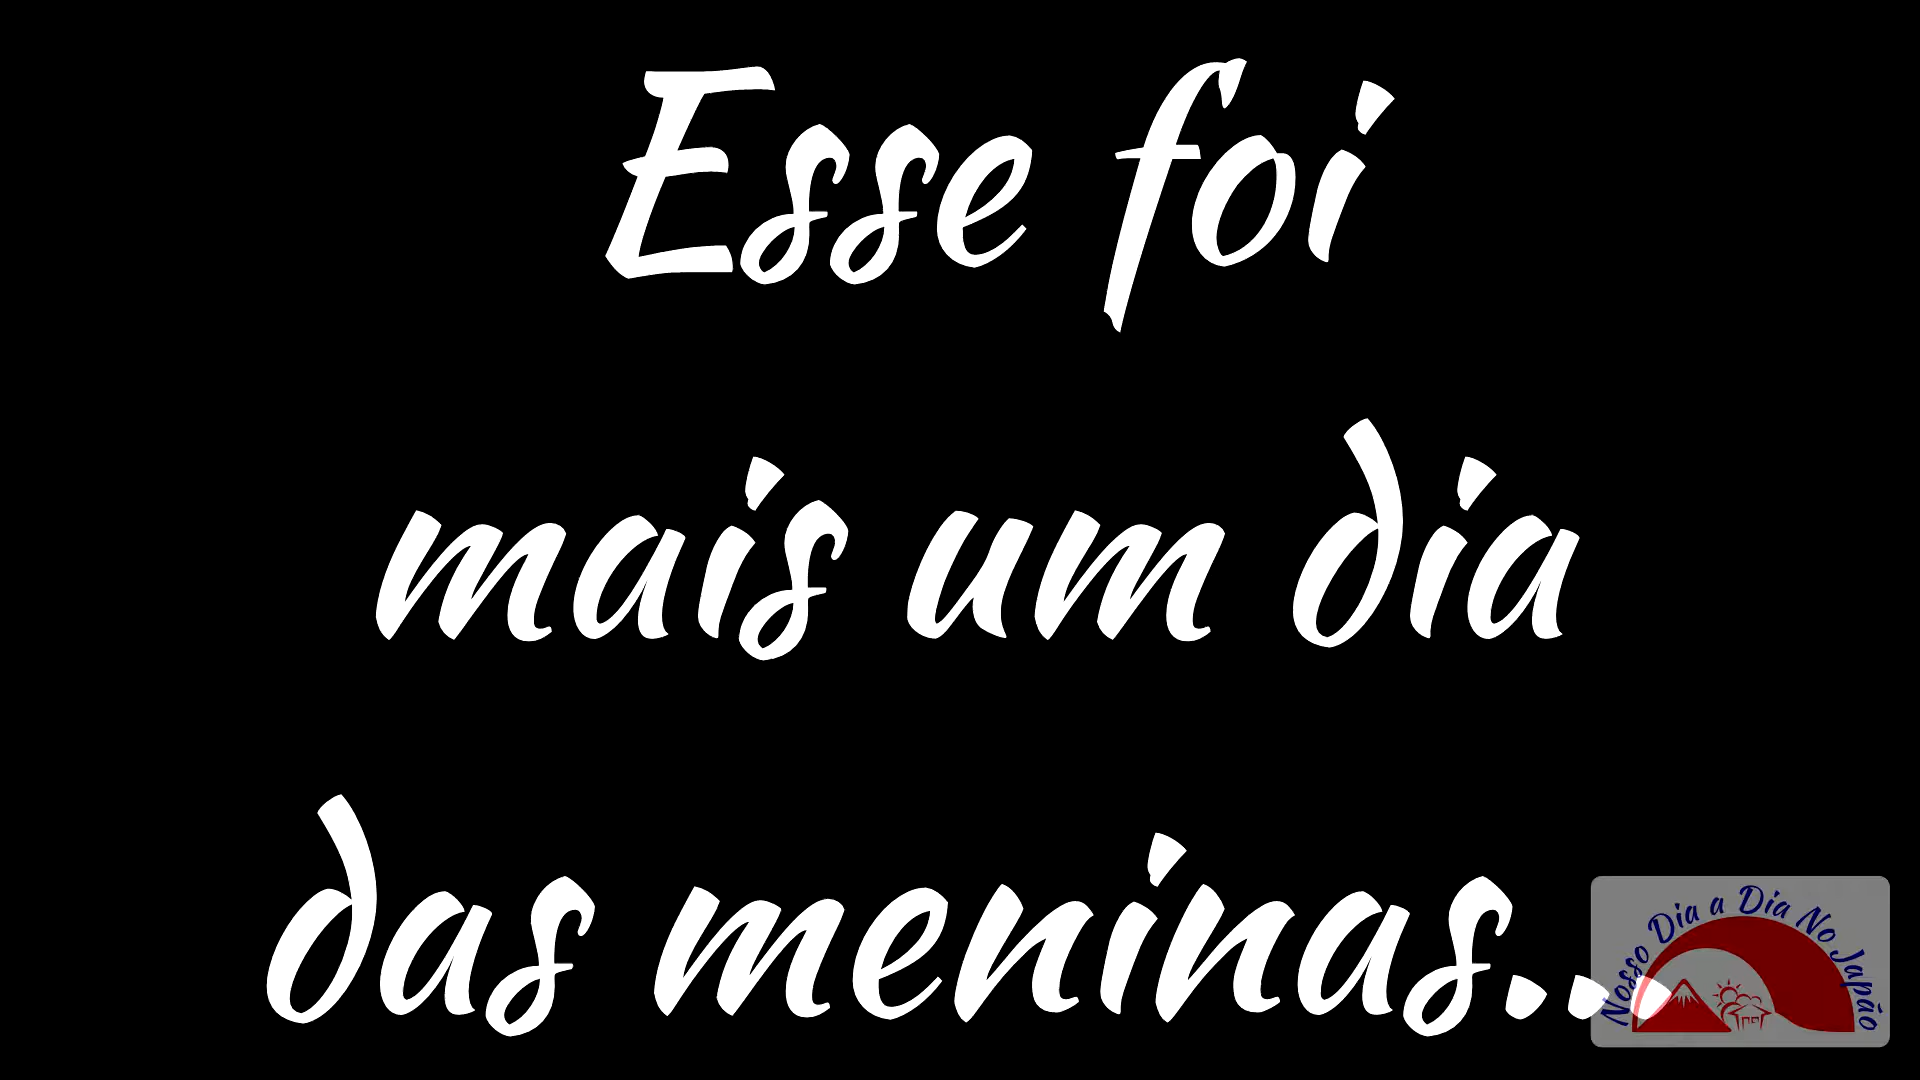 Esse foi
mais um dia
das meninas...
Nosso Dia a Dia No Japão